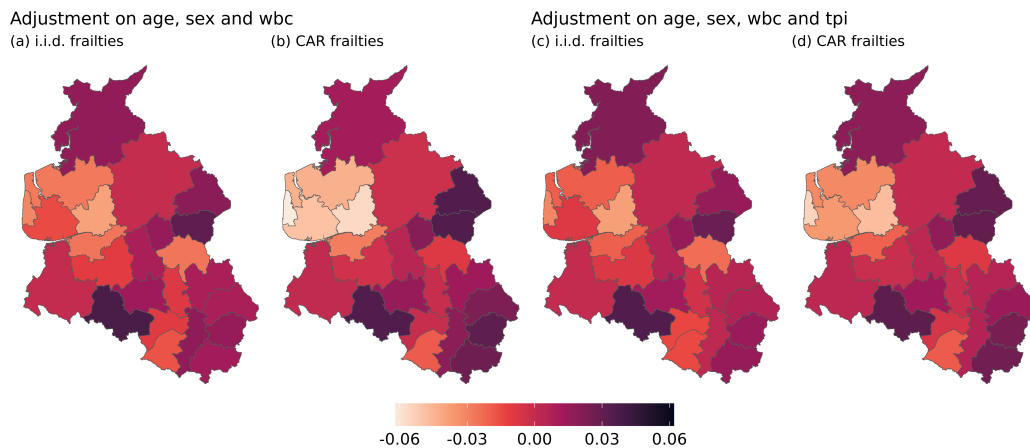 Adjustment on age, sex and wbc
Adjustment on age, sex, wbc and tpi
(a) i.i.d. frailties
(b) CAR frailties
(c) i.i.d. frailties
(d) CAR frailties
-0.06 -0.03 0.00 0.03 0.06